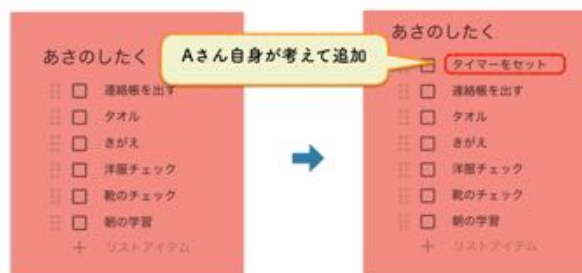 あさのしたく
連絡帳を出す
タオル
きがえ
洋服チェック
靴のチェック
朝の学習
+ リストアイテム
Aさん自身が考えて追加
あさのしたく
タイマーをセット
連絡帳を出す
タオル
きがえ
洋服チェック
靴のチェック
朝の学習
+ リストアイテム